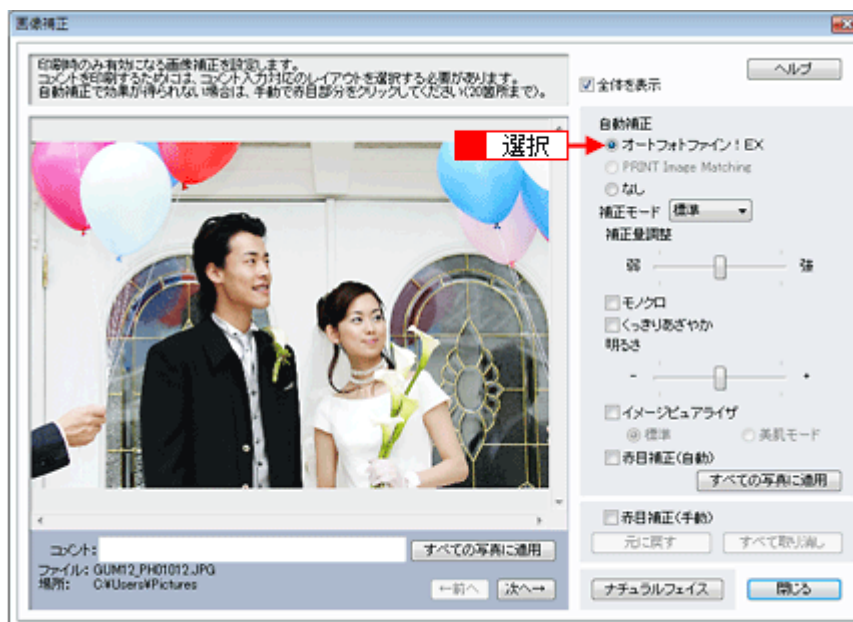 画像補正
印刷時のみ有効になる画像補正を設定します。
コメントを印刷するためには、コメント入力対応のレイアウトを選択する必要があります。
自動補正で効果が得られない場合は、手動で赤目部分をクリックしてください(20箇所まで)。
ヘルプ
全体を表示
自動補正
選択
オートフォトファイン!EX
PRINT Image Matching
なし
補正モード 標準
補正量調整
弱 強
モノクロ
くっきりあざやか
明るさ
- +
イメージピュアライザ
標準 美肌モード
赤目補正(自動)
すべての写真に適用
赤目補正(手動)
元に戻す すべて取り消し
コメント: すべての写真に適用
ファイル: GUM12_PH01012.JPG
場所: C:¥Users¥Pictures
←前へ 次へ→
ナチュラルフェイス 閉じる